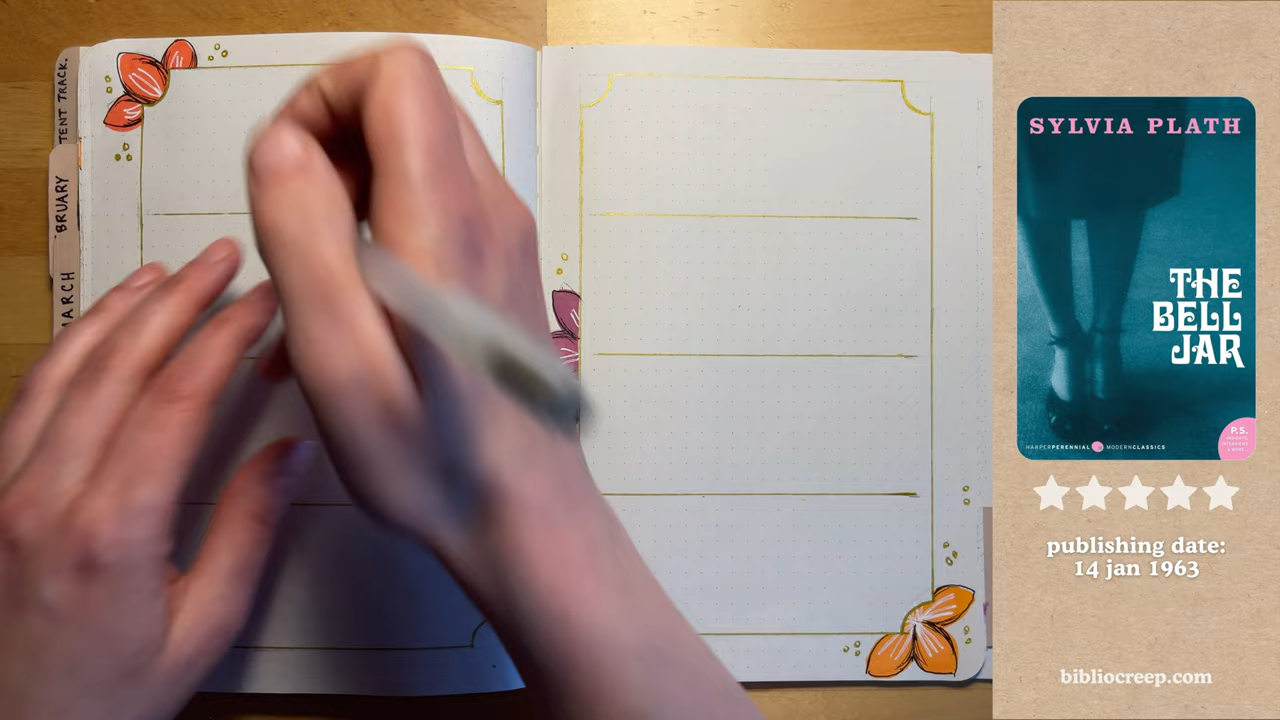 TENT TRACK.
BRUARY
MARCH
SYLVIA PLATH
THE
BELL
JAR
P.S.
HARPERPERENNIAL MODERNCLASSICS
publishing date:
14 jan 1963
bibliocreep.com